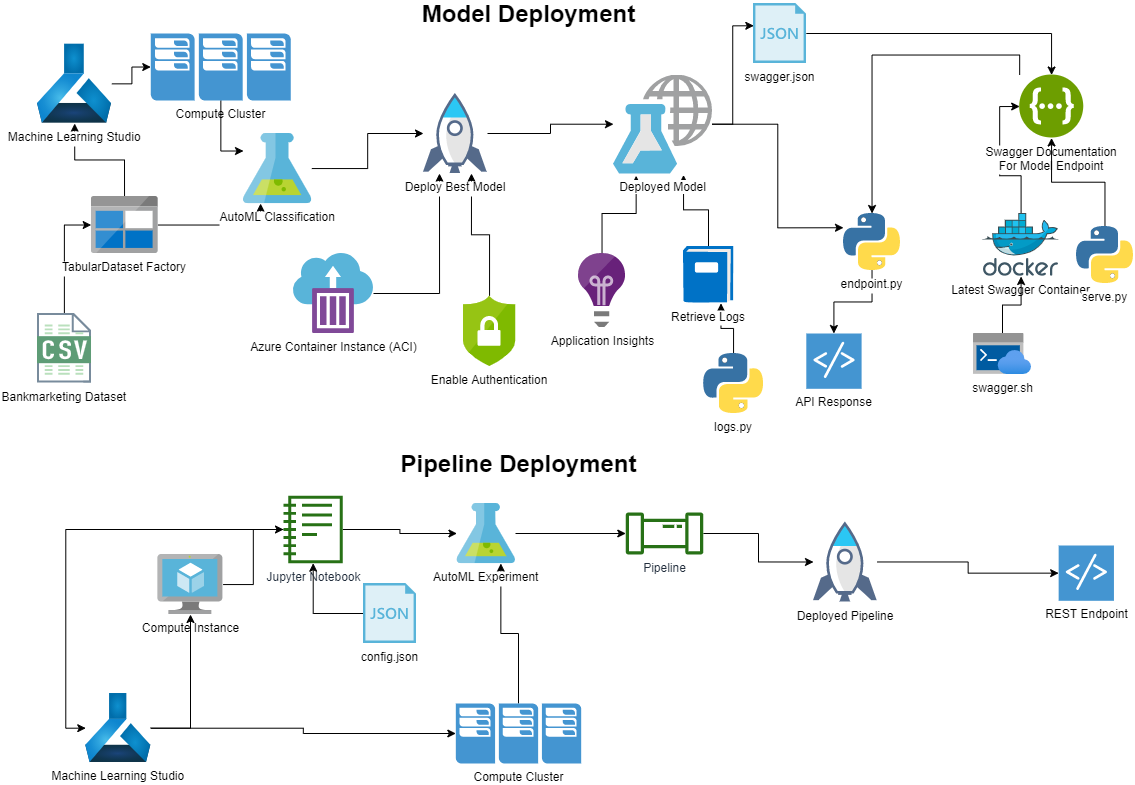 Model Deployment
JSON
swagger.json
Machine Learning Studio
Compute Cluster
Swagger Documentation
For Model Endpoint
Deploy Best Model
Deployed Model
AutoML Classification
TabularDataset Factory
docker
endpoint.py
Latest Swagger Container
serve.py
Retrieve Logs
Azure Container Instance (ACI)
Application Insights
CSV
Enable Authentication
swagger.sh
Bankmarketing Dataset
API Response
logs.py
Pipeline Deployment
Jupyter Notebook
AutoML Experiment
Pipeline
JSON
Compute Instance
Deployed Pipeline
REST Endpoint
config.json
Machine Learning Studio
Compute Cluster